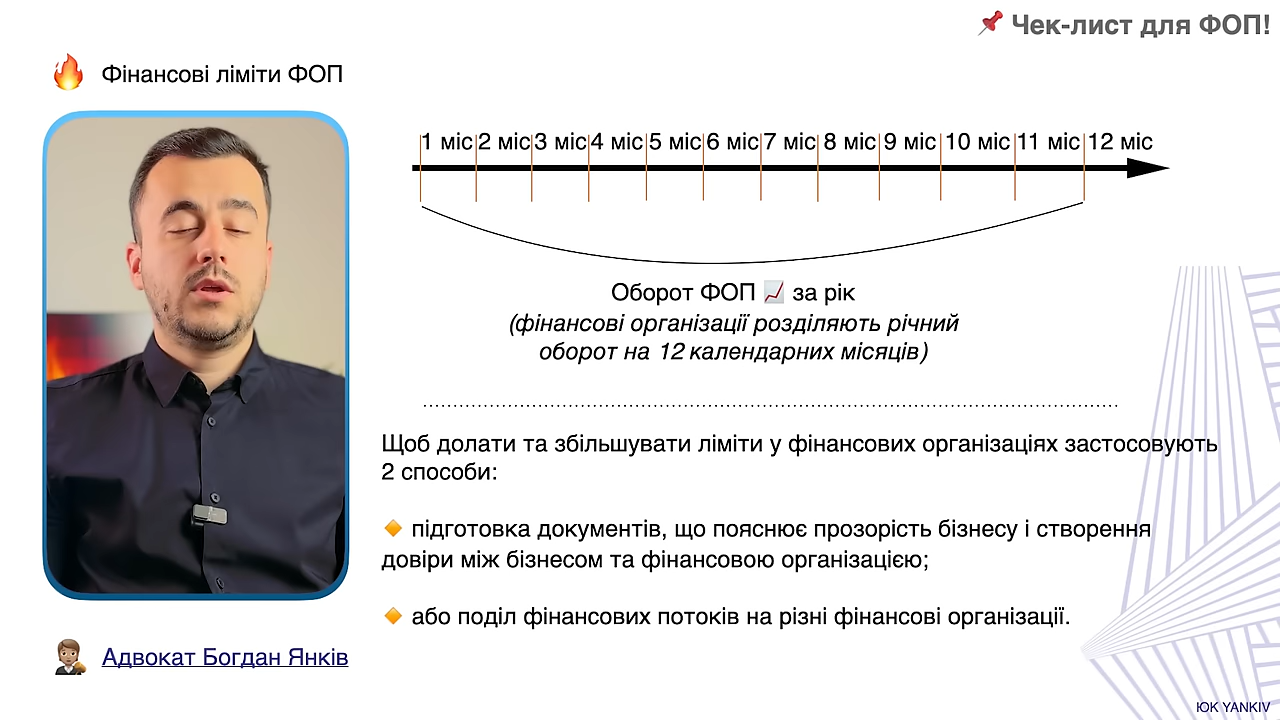 Чек-лист для ФОП!
Фінансові ліміти ФОП
1 міс 2 міс 3 міс 4 міс 5 міс 6 міс 7 міс 8 міс 9 міс 10 міс 11 міс 12 міс
Оборот ФОП за рік
(фінансові організації розділяють річний
оборот на 12 календарних місяців)
Щоб долати та збільшувати ліміти у фінансових організаціях застосовують
2 способи:
підготовка документів, що пояснює прозорість бізнесу і створення
довіри між бізнесом та фінансовою організацією;
або поділ фінансових потоків на різні фінансові організації.
Адвокат Богдан Янків
ЮК YANKIV